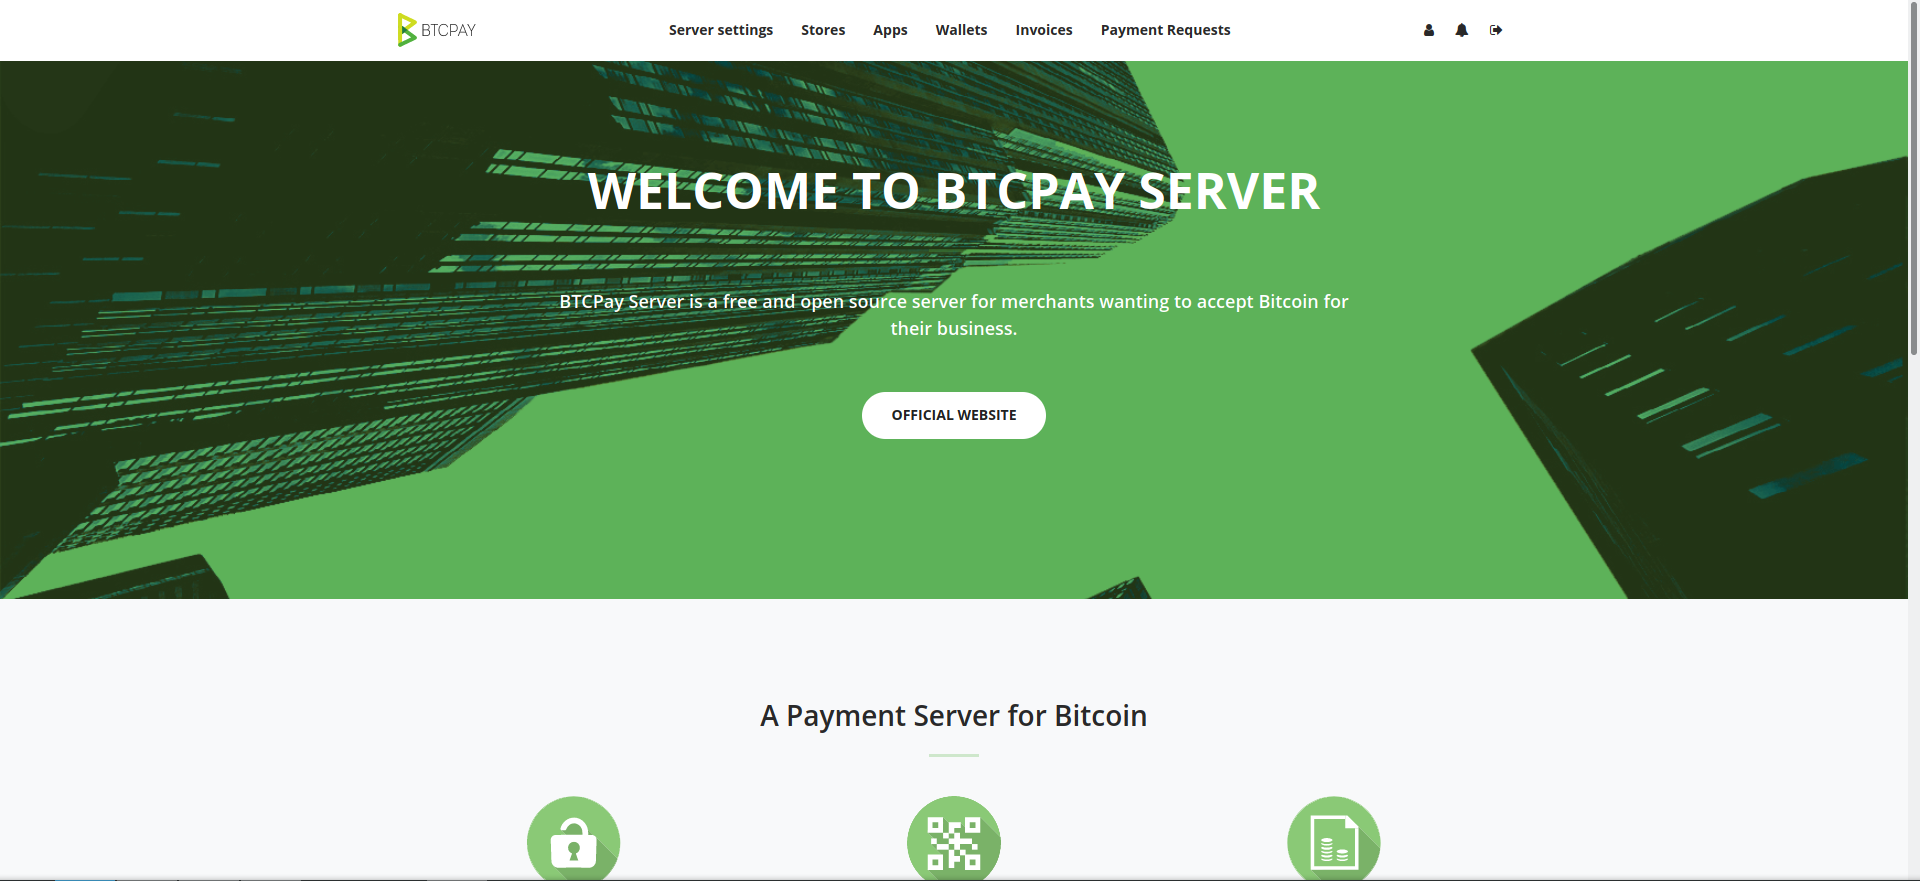 BTCPAY
Server settings
Stores
Apps
Wallets
Invoices
Payment Requests
WELCOME TO BTCPAY SERVER
BTCPay Server is a free and open source server for merchants wanting to accept Bitcoin for
their business.
OFFICIAL WEBSITE
A Payment Server for Bitcoin